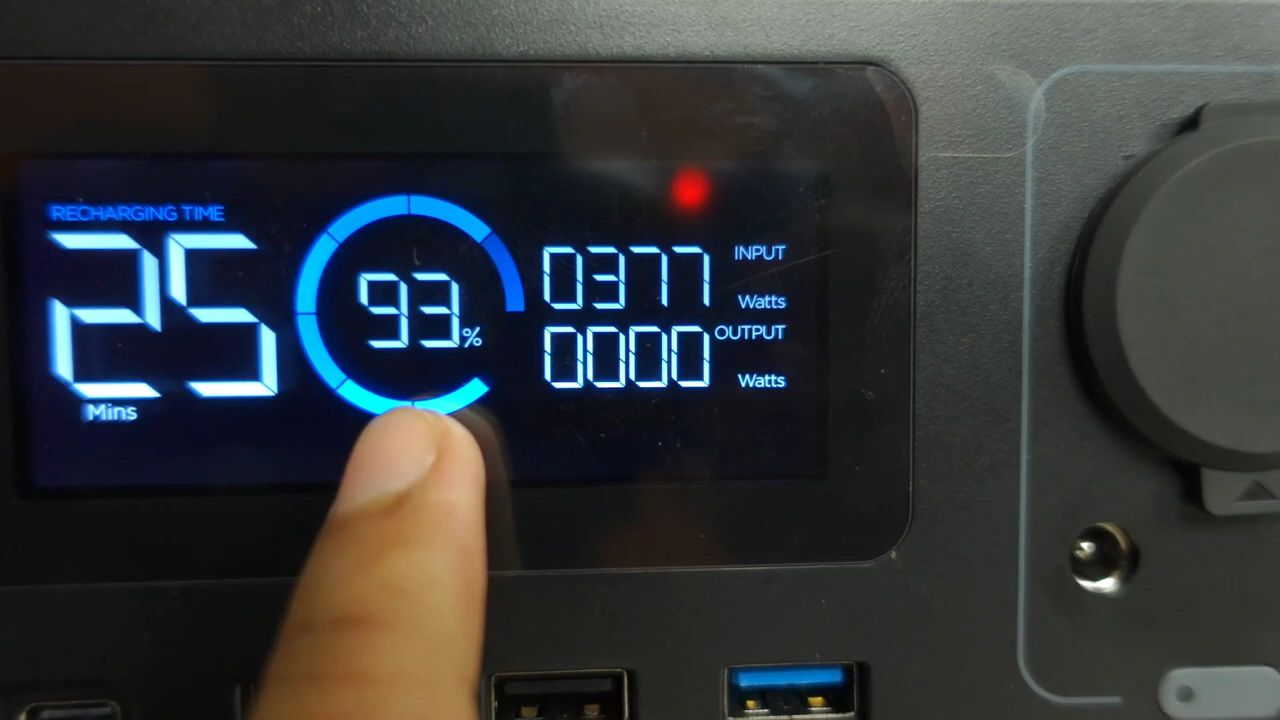 RECHARGING TIME
25
Mins
93%
0377 INPUT
Watts
0000 OUTPUT
Watts